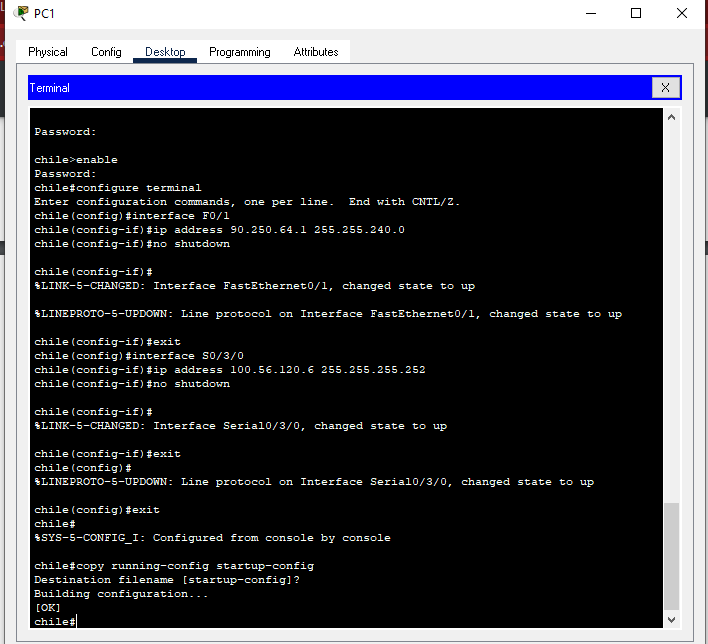 PC1
Physical Config Desktop Programming Attributes
Terminal X
Password:
chile>enable
Password:
chile#configure terminal
Enter configuration commands, one per line.  End with CNTL/Z.
chile(config)#interface F0/1
chile(config-if)#ip address 90.250.64.1 255.255.240.0
chile(config-if)#no shutdown
chile(config-if)#
%LINK-5-CHANGED: Interface FastEthernet0/1, changed state to up
%LINEPROTO-5-UPDOWN: Line protocol on Interface FastEthernet0/1, changed state to up
chile(config-if)#exit
chile(config)#interface S0/3/0
chile(config-if)#ip address 100.56.120.6 255.255.255.252
chile(config-if)#no shutdown
chile(config-if)#
%LINK-5-CHANGED: Interface Serial0/3/0, changed state to up
chile(config-if)#exit
chile(config)#
%LINEPROTO-5-UPDOWN: Line protocol on Interface Serial0/3/0, changed state to up
chile(config)#exit
chile#
%SYS-5-CONFIG_I: Configured from console by console
chile#copy running-config startup-config
Destination filename [startup-config]?
Building configuration...
[OK]
chile#